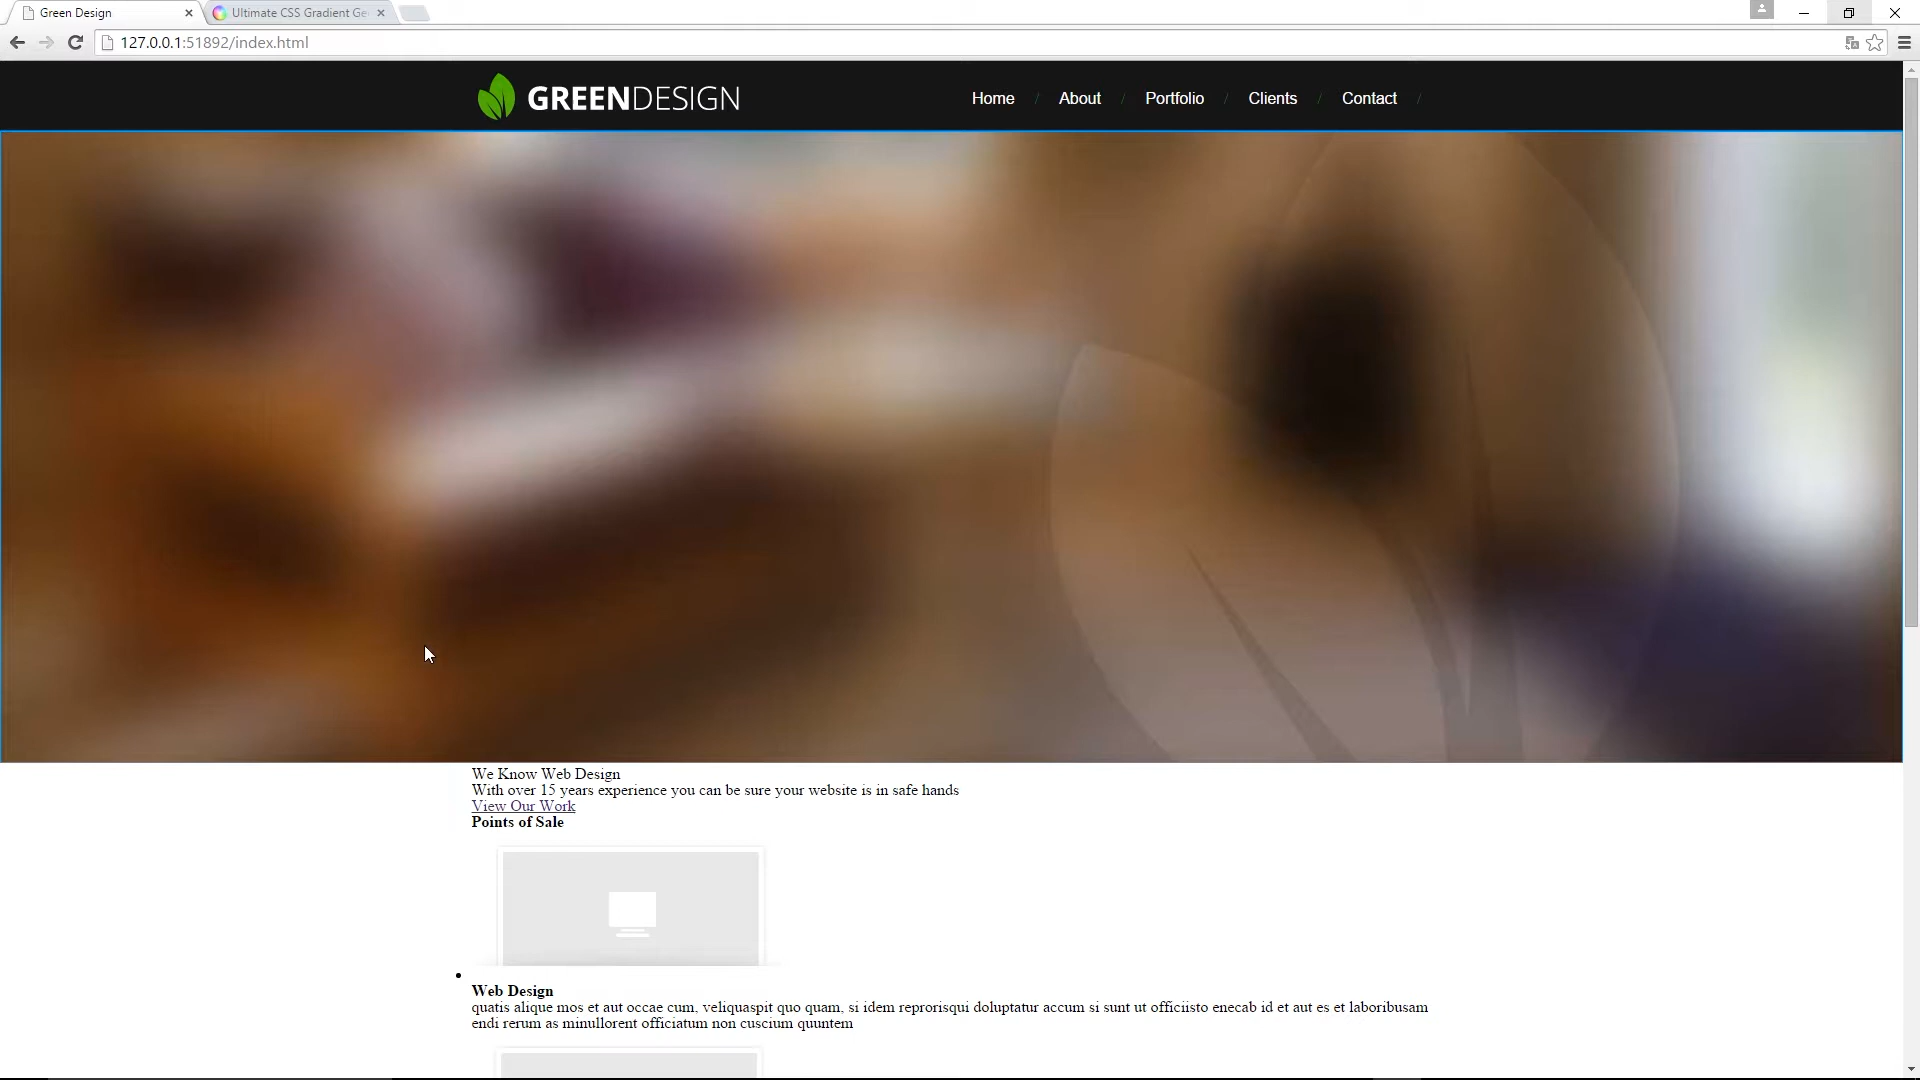 Green Design
Ultimate CSS Gradient Ge
127.0.0.1:51892/index.html
GREENDESIGN
Home / About / Portfolio / Clients / Contact /
We Know Web Design
With over 15 years experience you can be sure your website is in safe hands
View Our Work
Points of Sale
Web Design
quatis alique mos et aut occae cum, veliquaspit quo quam, si idem reprorisqui doluptatur accum si sunt ut officiisto enecab id et aut es et laboribusam
endi rerum as minullorent officiatum non cuscium quuntem